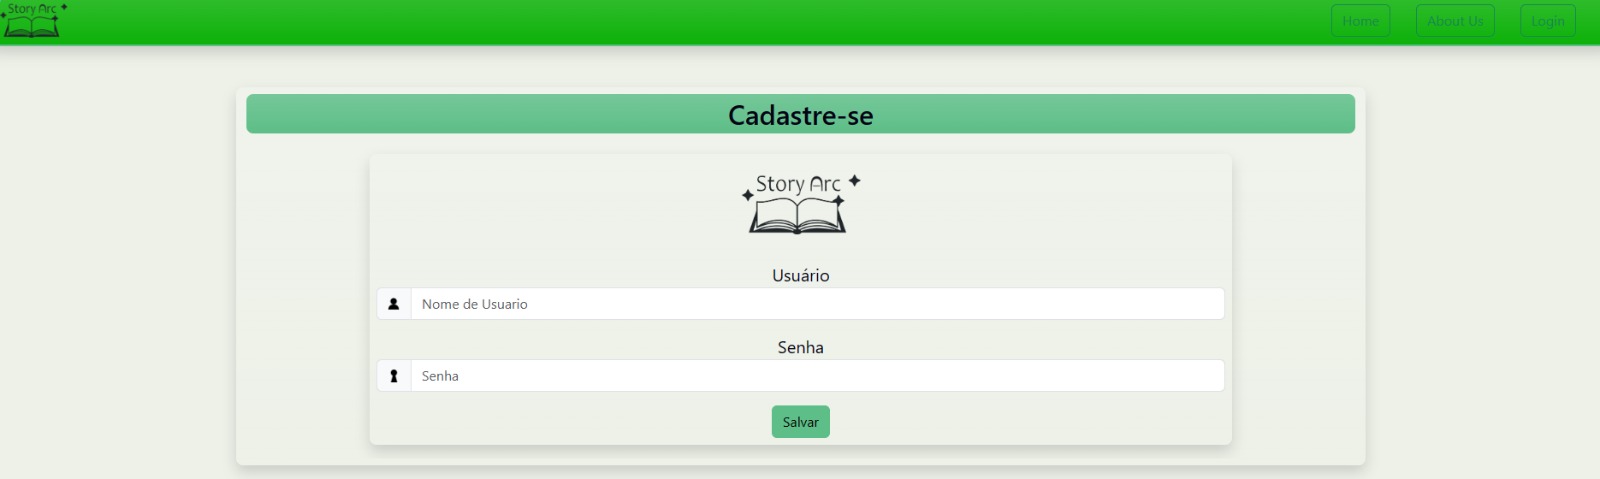 Story Arc
Home
About Us
Login
Cadastre-se
Story Arc
Usuário
Nome de Usuario
Senha
Senha
Salvar